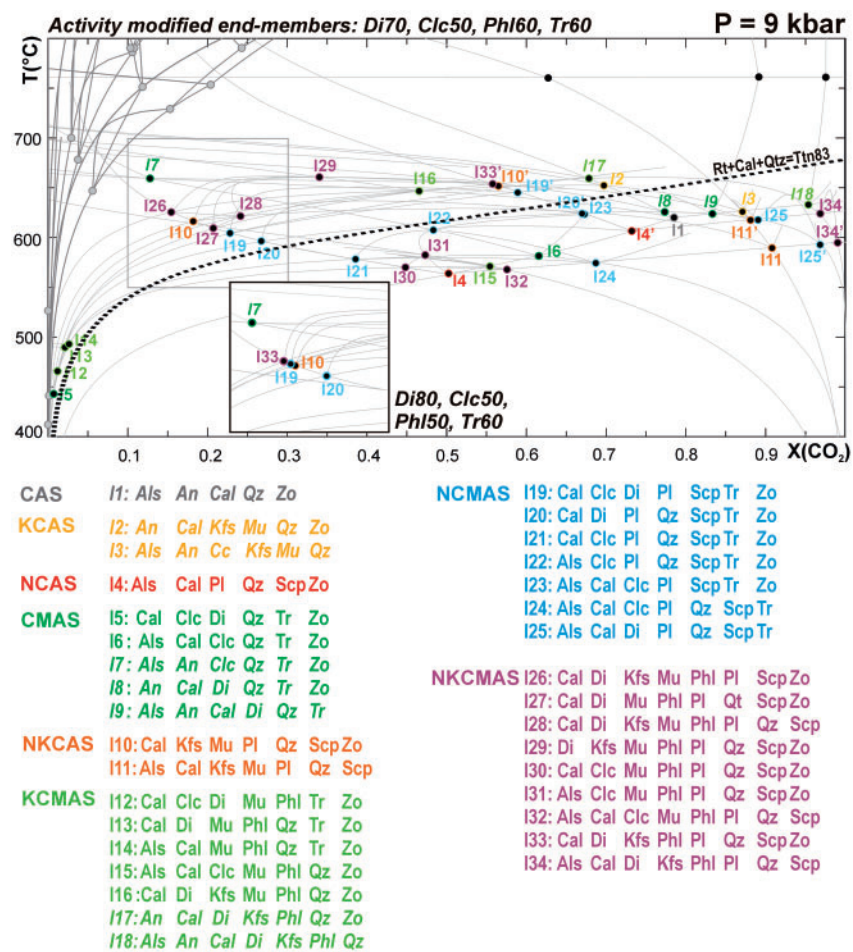 Activity modified end-members: Di70, Clc50, Phl60, Tr60
P = 9 kbar
T(°C)
700
600
500
400
Rt+Cal+Qtz=Ttn83
I7
I29
I16
I33'
I10'
I19'
I17
I2
I26
I28
I10
I27
I19
I20
I22
I20'
I23
I8
I1
I9
I3
I11'
I25
I18
I34
I34'
I25'
I11
I4'
I21
I31
I30
I4
I15
I32
I6
I24
I14
I13
I12
I5
I7
I33
I10
I19
I20
Di80, Clc50,
Phl50, Tr60
0.1 0.2 0.3 0.4 0.5 0.6 0.7 0.8 0.9 X(CO₂)
CAS I1: Als An Cal Qz Zo
KCAS I2: An Cal Kfs Mu Qz Zo
I3: Als An Cc Kfs Mu Qz
NCAS I4: Als Cal Pl Qz Scp Zo
CMAS I5: Cal Clc Di Qz Tr Zo
I6: Als Cal Clc Qz Tr Zo
I7: Als An Clc Qz Tr Zo
I8: An Cal Di Qz Tr Zo
I9: Als An Cal Di Qz Tr
NKCAS I10: Cal Kfs Mu Pl Qz Scp Zo
I11: Als Cal Kfs Mu Pl Qz Scp
KCMAS I12: Cal Clc Di Mu Phl Tr Zo
I13: Cal Di Mu Phl Qz Tr Zo
I14: Als Cal Mu Phl Qz Tr Zo
I15: Als Cal Clc Mu Phl Qz Zo
I16: Cal Di Kfs Mu Phl Qz Zo
I17: An Cal Di Kfs Phl Qz Zo
I18: Als An Cal Di Kfs Phl Qz
NCMAS I19: Cal Clc Di Pl Scp Tr Zo
I20: Cal Di Pl Qz Scp Tr Zo
I21: Cal Clc Pl Qz Scp Tr Zo
I22: Als Clc Pl Qz Scp Tr Zo
I23: Als Cal Clc Pl Scp Tr Zo
I24: Als Cal Clc Pl Qz Scp Tr
I25: Als Cal Di Pl Qz Scp Tr
NKCMAS I26: Cal Di Kfs Mu Phl Pl Scp Zo
I27: Cal Di Mu Phl Pl Qt Scp Zo
I28: Cal Di Kfs Mu Phl Pl Qz Scp
I29: Di Kfs Mu Phl Pl Qz Scp Zo
I30: Cal Clc Mu Phl Pl Qz Scp Zo
I31: Als Clc Mu Phl Pl Qz Scp Zo
I32: Als Cal Clc Mu Phl Pl Qz Scp
I33: Cal Di Kfs Phl Pl Qz Scp Zo
I34: Als Cal Di Kfs Phl Pl Qz Scp